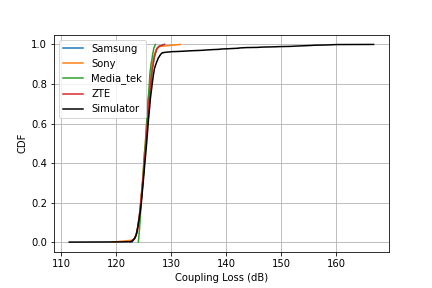 1.0
0.8
0.6
0.4
0.2
0.0
CDF
Samsung
Sony
Media_tek
ZTE
Simulator
110 120 130 140 150 160
Coupling Loss (dB)